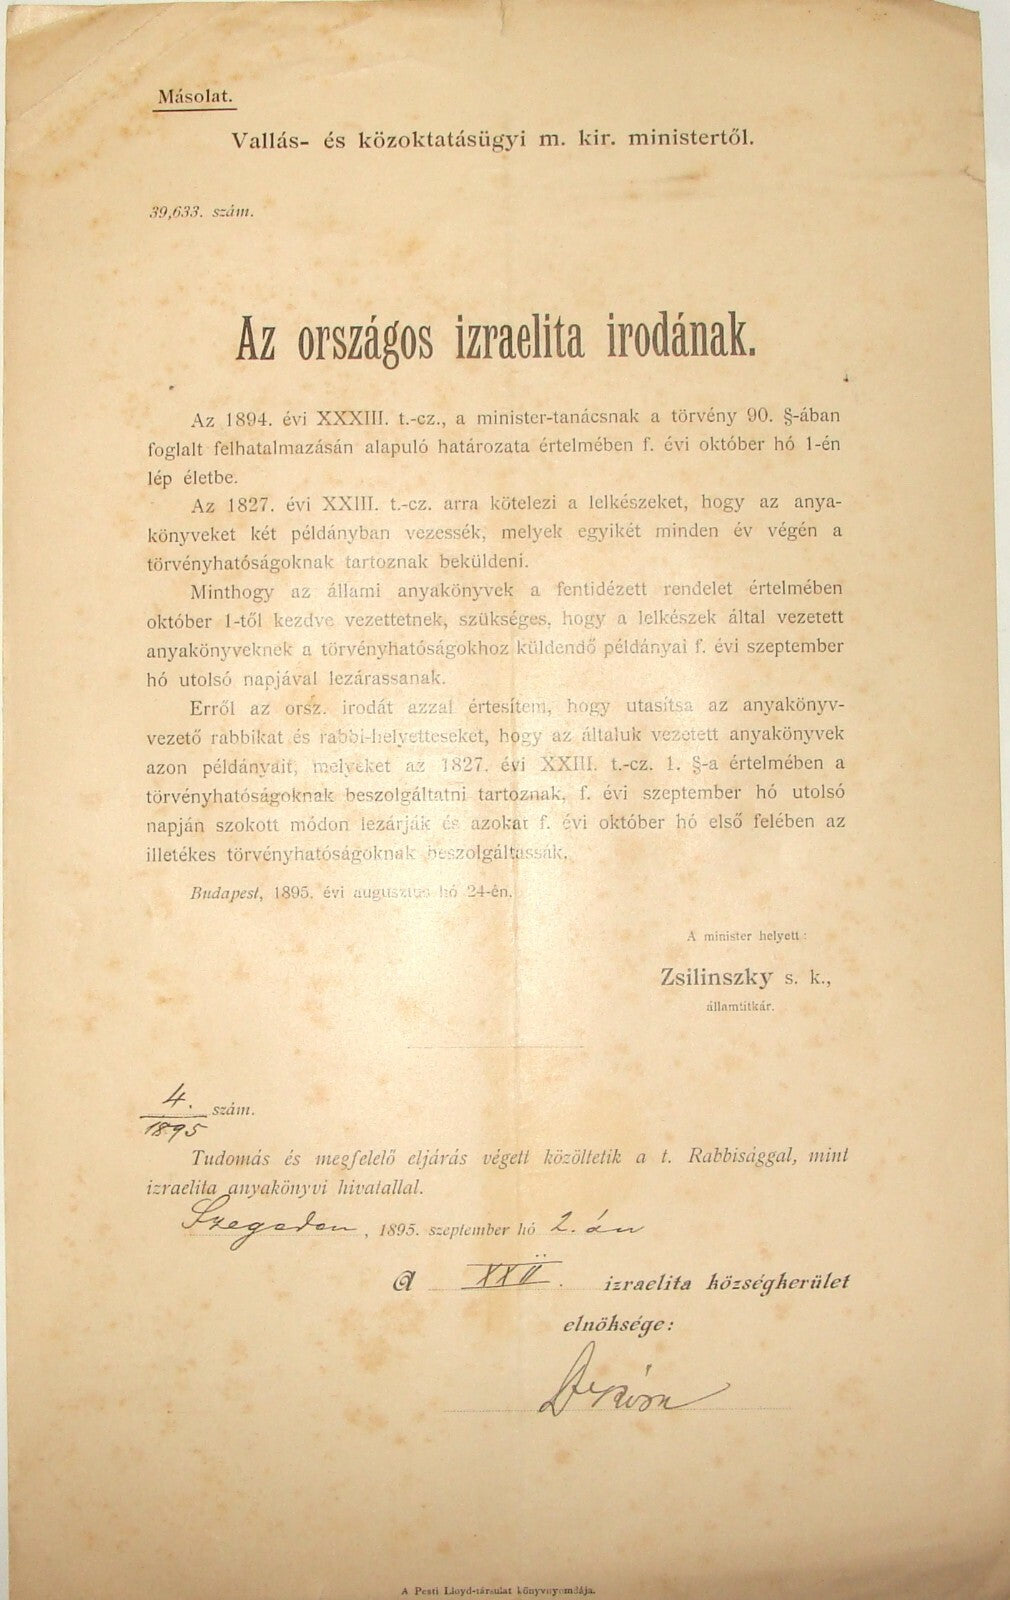 Másolat.
Vallás- és közoktatásügyi m. kir. ministertől.
39,633. szám.
Az országos izraelita irodának.
Az 1894. évi XXXIII. t.-cz., a minister-tanácsnak a törvény 90. §-ában
foglalt felhatalmazásán alapuló határozata értelmében f. évi október hó 1-én
lép életbe.
Az 1827. évi XXIII. t.-cz. arra kötelezi a lelkészeket, hogy az anya-
könyveket két példányban vezessék, melyek egyikét minden év végén a
törvényhatóságoknak tartoznak beküldeni.
Minthogy az állami anyakönyvek a fentidézett rendelet értelmében
október 1-től kezdve vezettetnek, szükséges, hogy a lelkészek által vezetett
anyakönyveknek a törvényhatóságokhoz küldendő példányai f. évi szeptember
hó utolsó napjával lezárassanak.
Erről az orsz. irodát azzal értesítem, hogy utasítsa az anyakönyv-
vezető rabbikat és rabbi-helyetteseket, hogy az általuk vezetett anyakönyvek
azon példányait, melyeket az 1827. évi XXIII. t.-cz. 1. §-a értelmében a
törvényhatóságoknak beszolgáltatni tartoznak, f. évi szeptember hó utolsó
napján szokott módon lezárják és azokat f. évi október hó első felében az
illetékes törvényhatóságoknak beszolgáltassák.
Budapest, 1895. évi augusztus hó 24-én.
A minister helyett:
Zsilinszky s. k.,
államtitkár.
4.
1895 szám.
Tudomás és megfelelő eljárás végett közöltetik a t. Rabbisággal, mint
izraelita anyakönyvi hivatallal.
Szegeden, 1895. szeptember hó 2.-án
A XXII. izraelita községkerület
elnöksége:
A Pesti Lloyd-társulat könyvnyomdája.